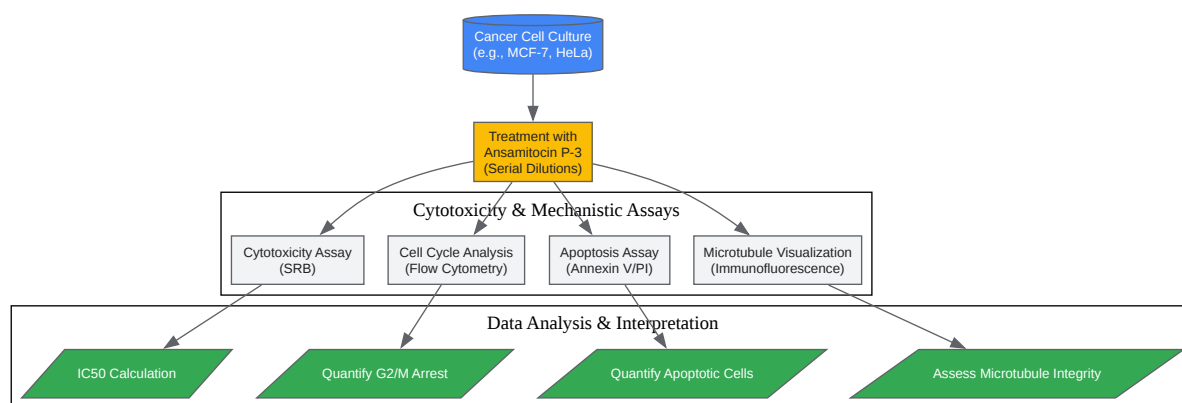 Cancer Cell Culture
(e.g., MCF-7, HeLa)
Treatment with
Ansamitocin P-3
(Serial Dilutions)
Cytotoxicity & Mechanistic Assays
Cytotoxicity Assay
(SRB)
Cell Cycle Analysis
(Flow Cytometry)
Apoptosis Assay
(Annexin V/PI)
Microtubule Visualization
(Immunofluorescence)
Data Analysis & Interpretation
IC50 Calculation
Quantify G2/M Arrest
Quantify Apoptotic Cells
Assess Microtubule Integrity